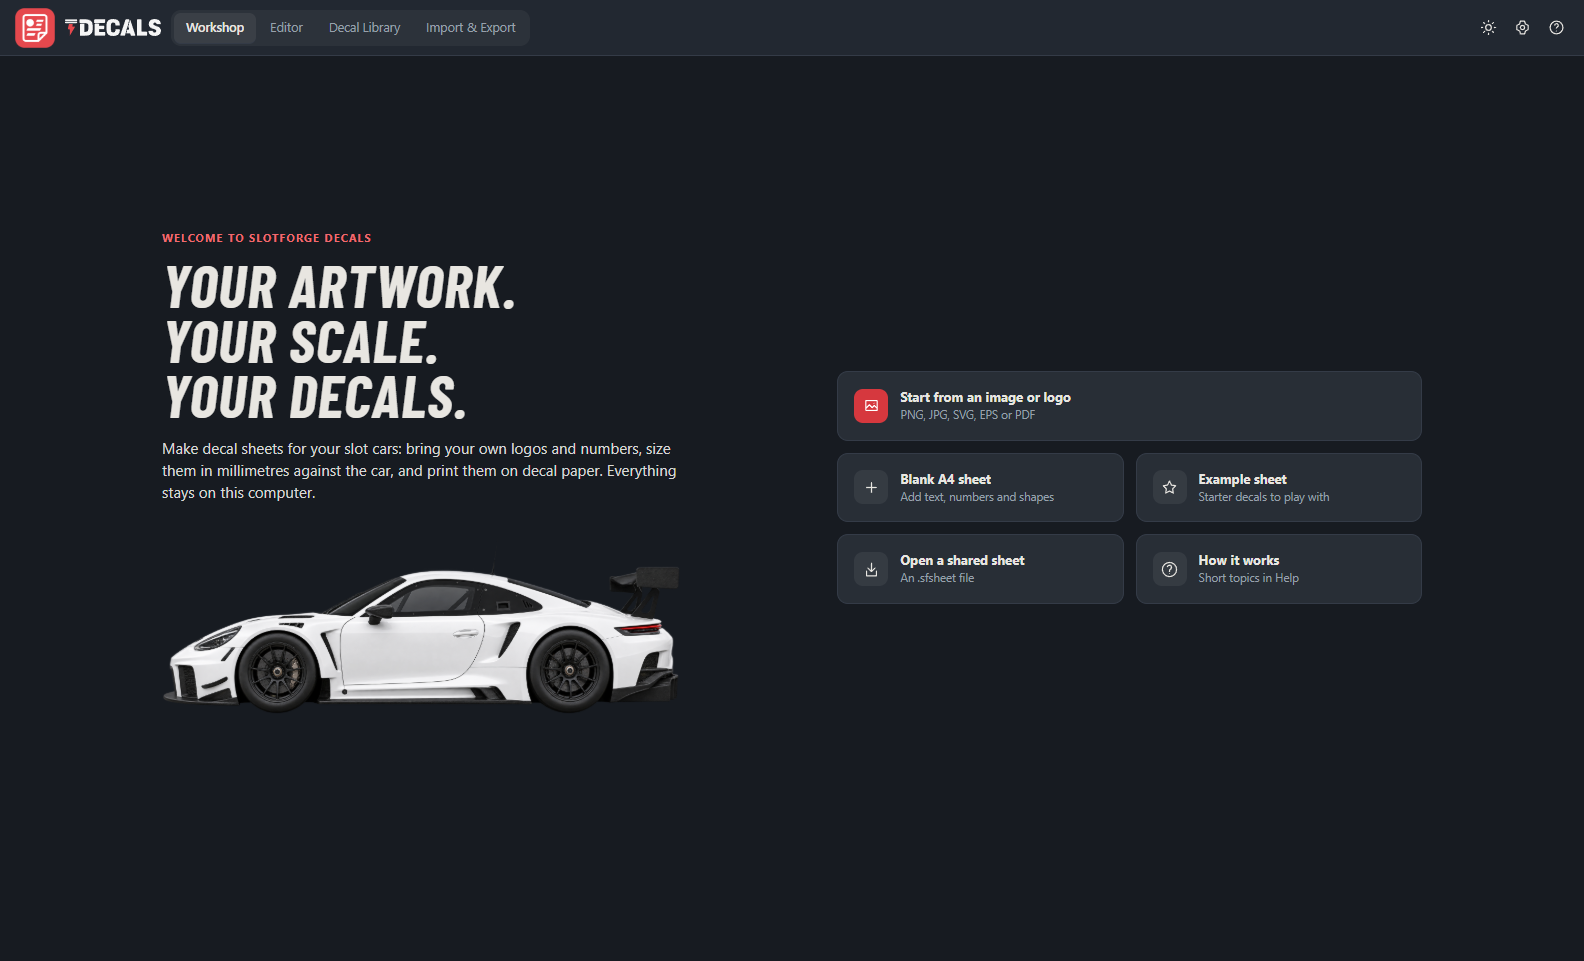 DECALS
Workshop
Editor
Decal Library
Import & Export
WELCOME TO SLOTFORGE DECALS
YOUR ARTWORK.
YOUR SCALE.
YOUR DECALS.
Make decal sheets for your slot cars: bring your own logos and numbers, size
them in millimetres against the car, and print them on decal paper. Everything
stays on this computer.
Start from an image or logo
PNG, JPG, SVG, EPS or PDF
Blank A4 sheet
Add text, numbers and shapes
Example sheet
Starter decals to play with
Open a shared sheet
An .sfsheet file
How it works
Short topics in Help